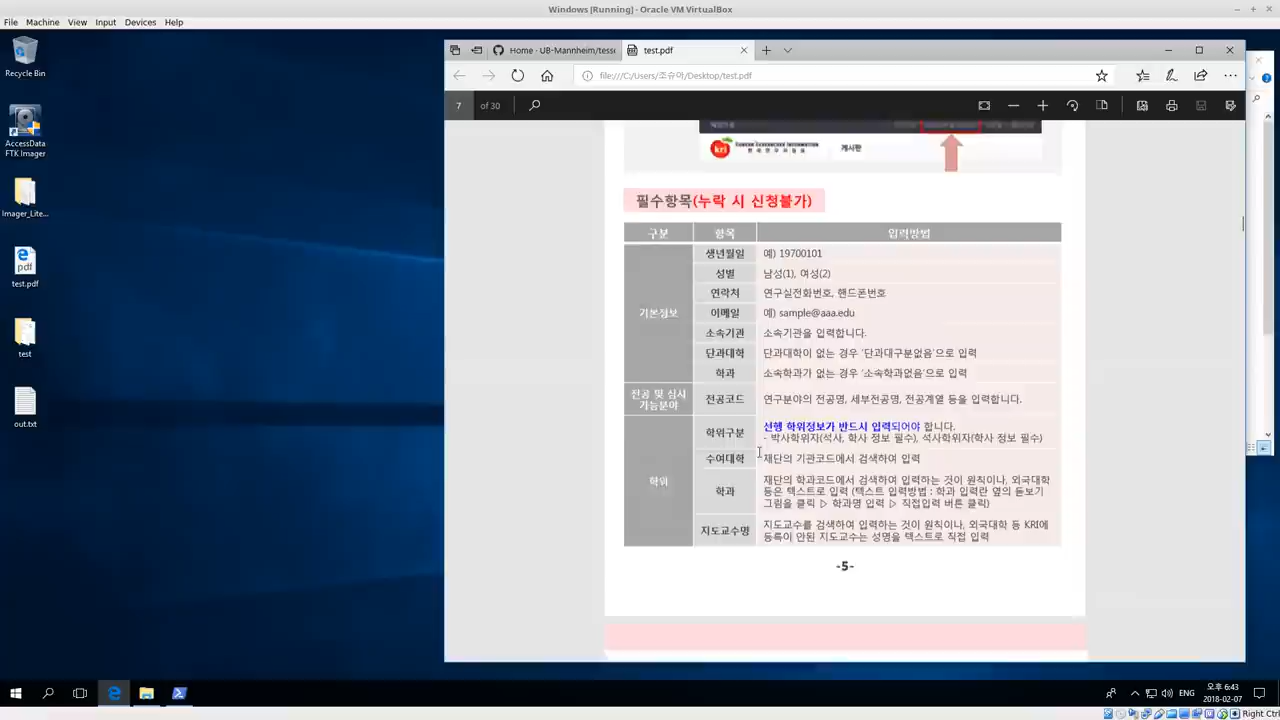 Windows [Running] - Oracle VM VirtualBox
File Machine View Input Devices Help
Recycle Bin
AccessData
FTK Imager
Imager_Lite...
test.pdf
test
out.txt
Home · UB-Mannheim/tesse
test.pdf
file:///C:/Users/조슈아/Desktop/test.pdf
7 of 30
kri
게시판
필수항목(누락 시 신청불가)
구분 항목 입력방법
기본정보
생년월일 예) 19700101
성별 남성(1), 여성(2)
연락처 연구실전화번호, 핸드폰번호
이메일 예) sample@aaa.edu
소속기관 소속기관을 입력합니다.
단과대학 단과대학이 없는 경우 '단과대구분없음'으로 입력
학과 소속학과가 없는 경우 '소속학과없음'으로 입력
전공 및 심사
가능분야
전공코드 연구분야의 전공명, 세부전공명, 전공계열 등을 입력합니다.
학위
학위구분 선행 학위정보가 반드시 입력되어야 합니다.
- 박사학위자(석사, 학사 정보 필수), 석사학위자(학사 정보 필수)
수여대학 재단의 기관코드에서 검색하여 입력
학과 재단의 학과코드에서 검색하여 입력하는 것이 원칙이나, 외국대학
등은 텍스트로 입력 (텍스트 입력방법 : 학과 입력란 옆의 돋보기
그림을 클릭 ▷ 학과명 입력 ▷ 직접입력 버튼 클릭)
지도교수명 지도교수를 검색하여 입력하는 것이 원칙이나, 외국대학 등 KRI에
등록이 안된 지도교수는 성명을 텍스트로 직접 입력
-5-
ENG
오후 6:43
2018-02-07
Right Ctrl